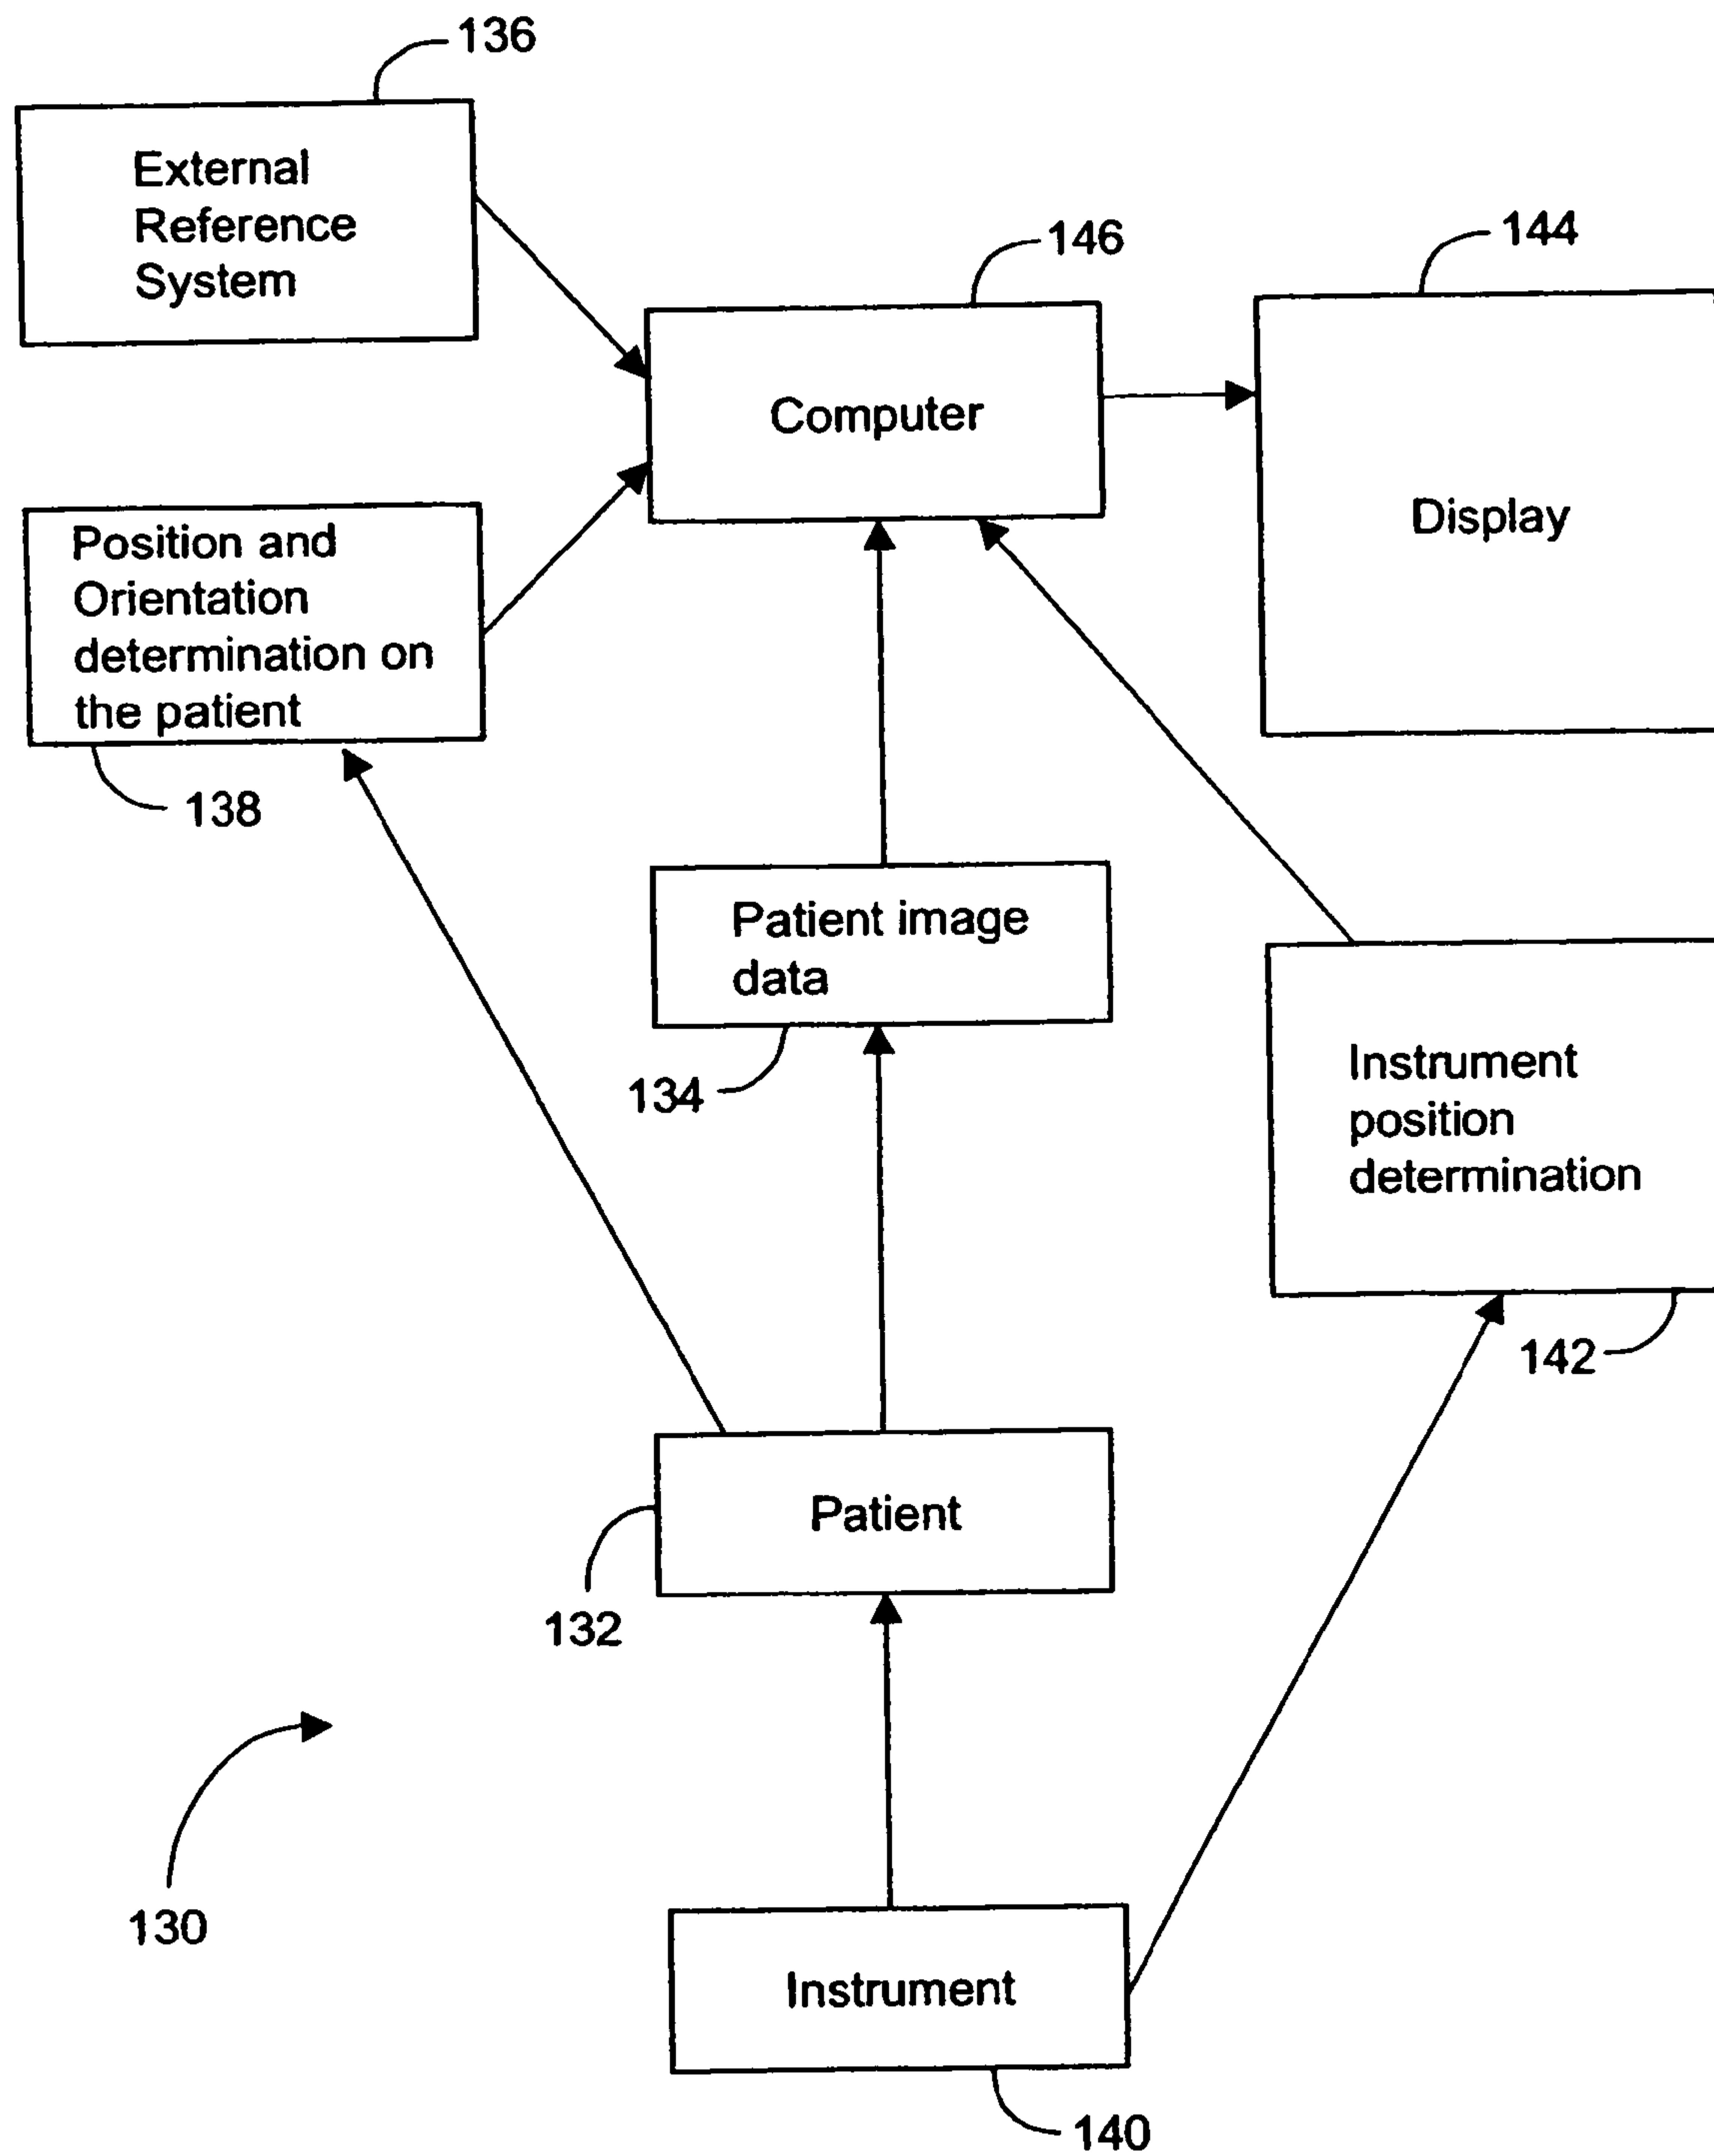 136
External
Reference
System
146
144
Computer
Display
Position and
Orientation
determination on
the patient
138
Patient image
data
134
Instrument
position
determination
142
Patient
132
130
Instrument
140